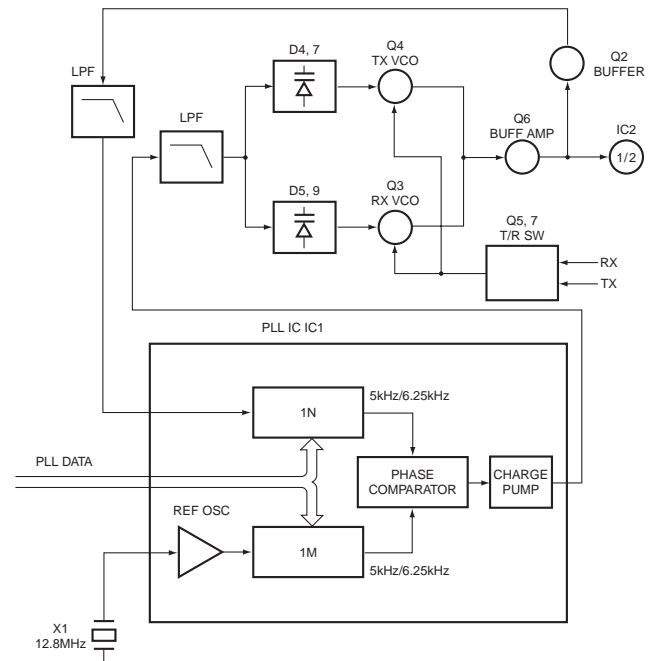 LPF
LPF
D4, 7
Q4
TX VCO
Q2
BUFFER
Q6
BUFF AMP
IC2
1/2
D5, 9
Q3
RX VCO
Q5, 7
T/R SW
RX
TX
PLL IC IC1
1N
5kHz/6.25kHz
PLL DATA
PHASE
COMPARATOR
CHARGE
PUMP
REF OSC
1M
5kHz/6.25kHz
X1
12.8MHz